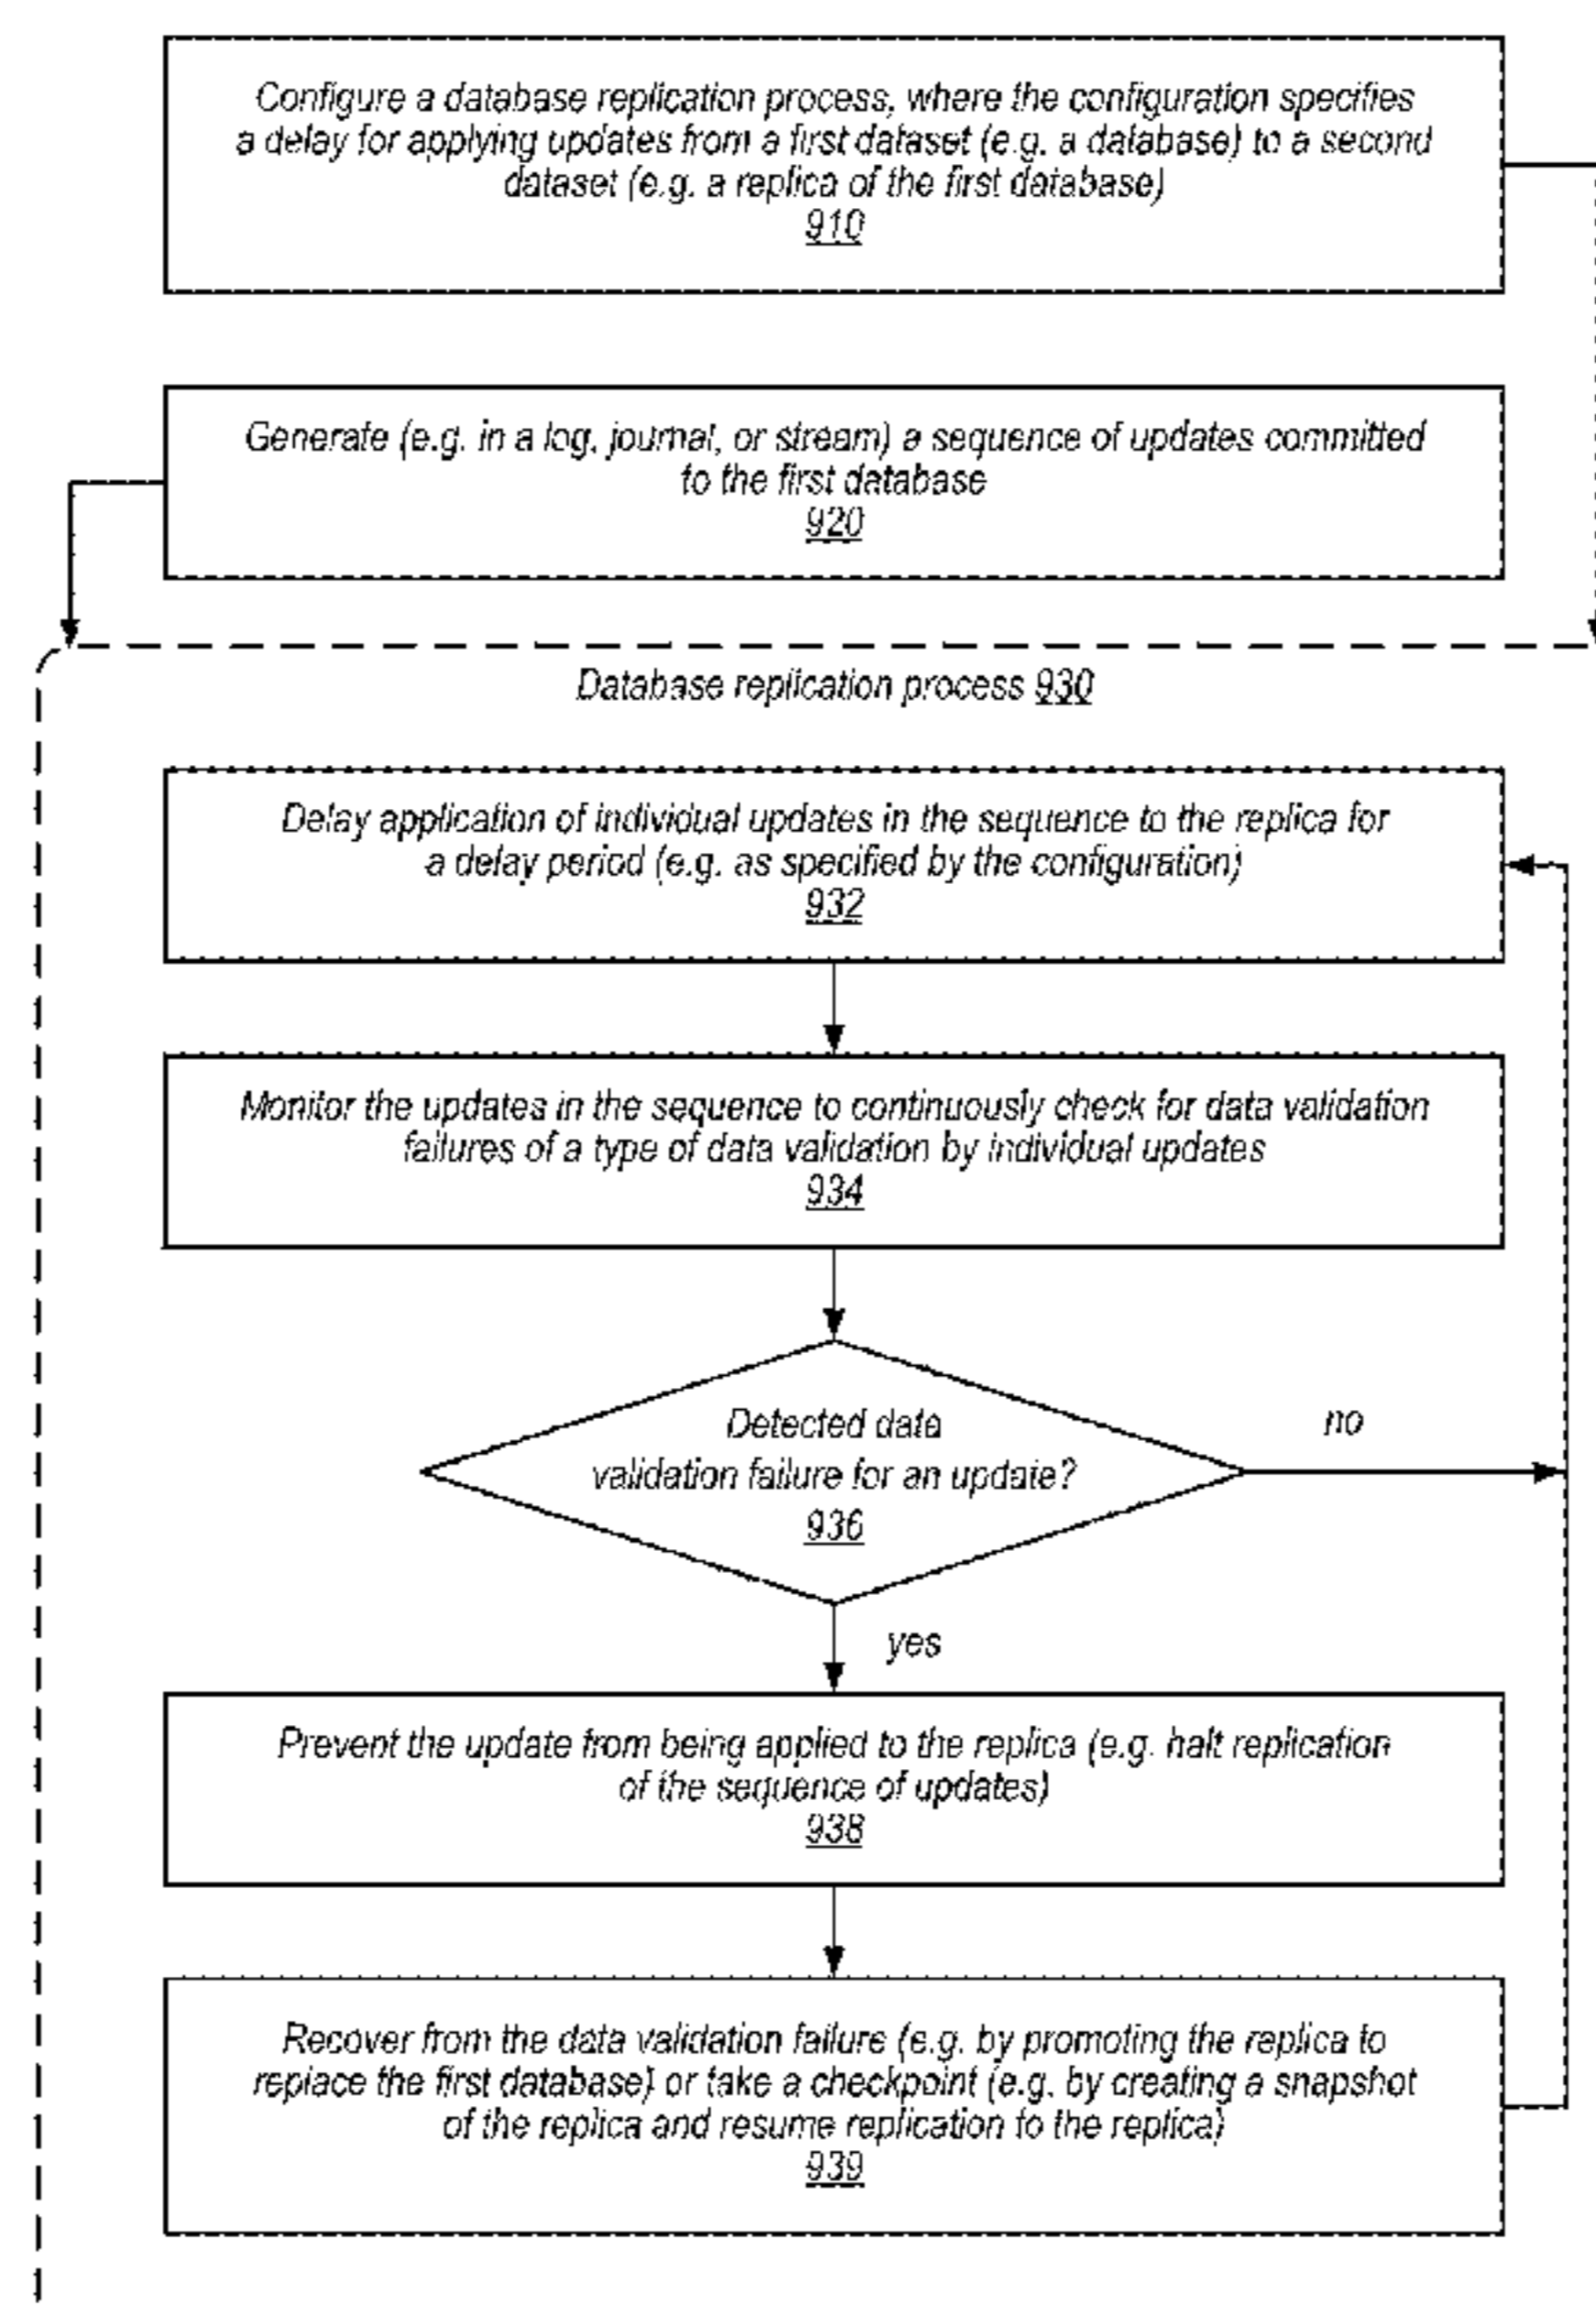 Configure a database replication process, where the configuration specifies
a delay for applying updates from a first dataset (e.g. a database) to a second
dataset (e.g. a replica of the first database)
910
Generate (e.g. in a log, journal, or stream) a sequence of updates committed
to the first database
920
Database replication process 930
Delay application of individual updates in the sequence to the replica for
a delay period (e.g. as specified by the configuration)
932
Monitor the updates in the sequence to continuously check for data validation
failures of a type of data validation by individual updates
934
Detected data
validation failure for an update?
936
no
yes
Prevent the update from being applied to the replica (e.g. halt replication
of the sequence of updates)
938
Recover from the data validation failure (e.g. by promoting the replica to
replace the first database) or take a checkpoint (e.g. by creating a snapshot
of the replica and resume replication to the replica)
939